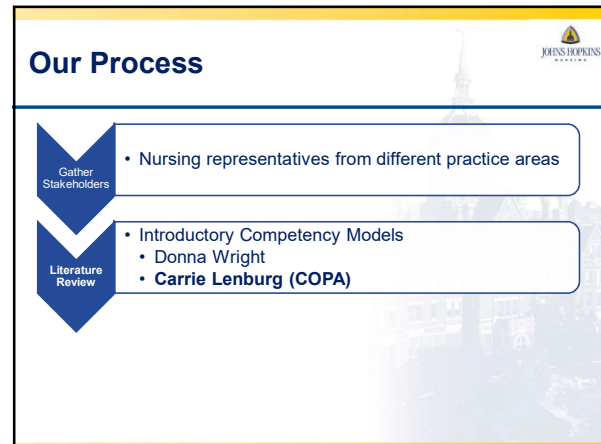 Our Process
JOHNS HOPKINS
NURSING
Gather
Stakeholders
• Nursing representatives from different practice areas
Literature
Review
• Introductory Competency Models
• Donna Wright
• Carrie Lenburg (COPA)